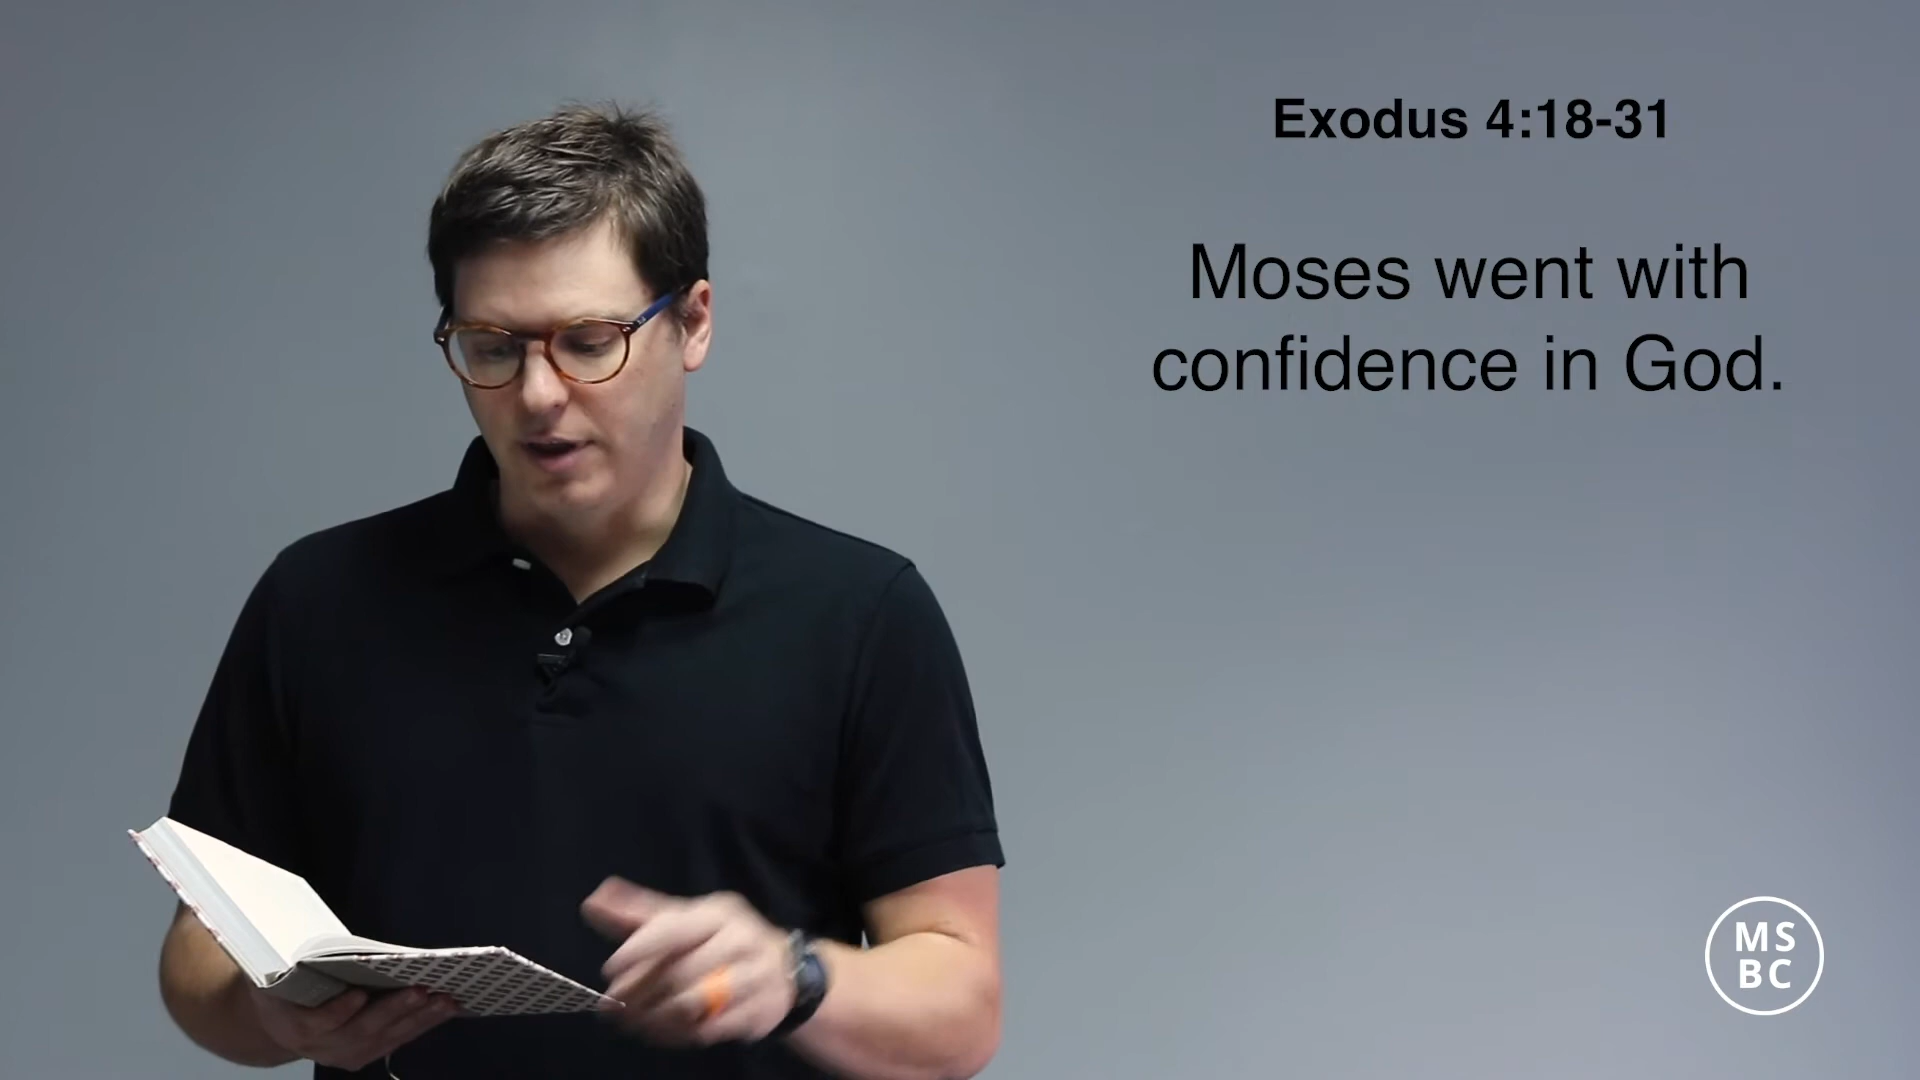 Exodus 4:18-31
Moses went with
confidence in God.
MS
BC